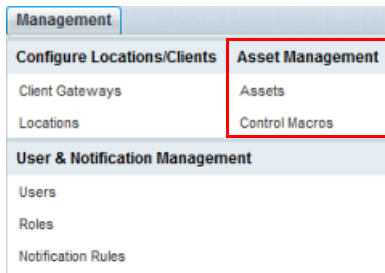 Management
Configure Locations/Clients Asset Management
Client Gateways Assets
Locations Control Macros
User & Notification Management
Users
Roles
Notification Rules